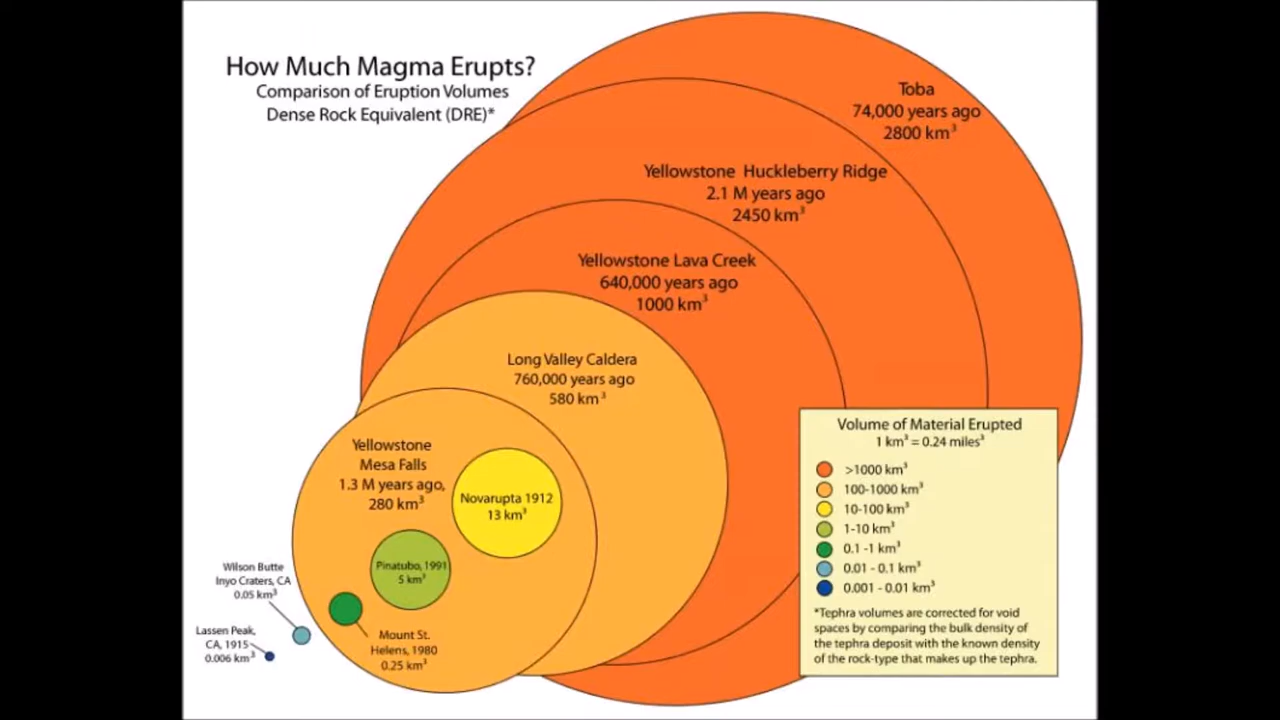 How Much Magma Erupts?
Comparison of Eruption Volumes
Dense Rock Equivalent (DRE)*
Toba
74,000 years ago
2800 km³
Yellowstone Huckleberry Ridge
2.1 M years ago
2450 km³
Yellowstone Lava Creek
640,000 years ago
1000 km³
Long Valley Caldera
760,000 years ago
580 km³
Yellowstone
Mesa Falls
1.3 M years ago,
280 km³
Novarupta 1912
13 km³
Pinatubo, 1991
5 km³
Wilson Butte
Inyo Craters, CA
0.05 km³
Lassen Peak,
CA, 1915
0.006 km³
Mount St.
Helens, 1980
0.25 km³
Volume of Material Erupted
1 km³ = 0.24 miles³
>1000 km³
100-1000 km³
10-100 km³
1-10 km³
0.1 -1 km³
0.01 - 0.1 km³
0.001 - 0.01 km³
*Tephra volumes are corrected for void
spaces by comparing the bulk density of
the tephra deposit with the known density
of the rock-type that makes up the tephra.